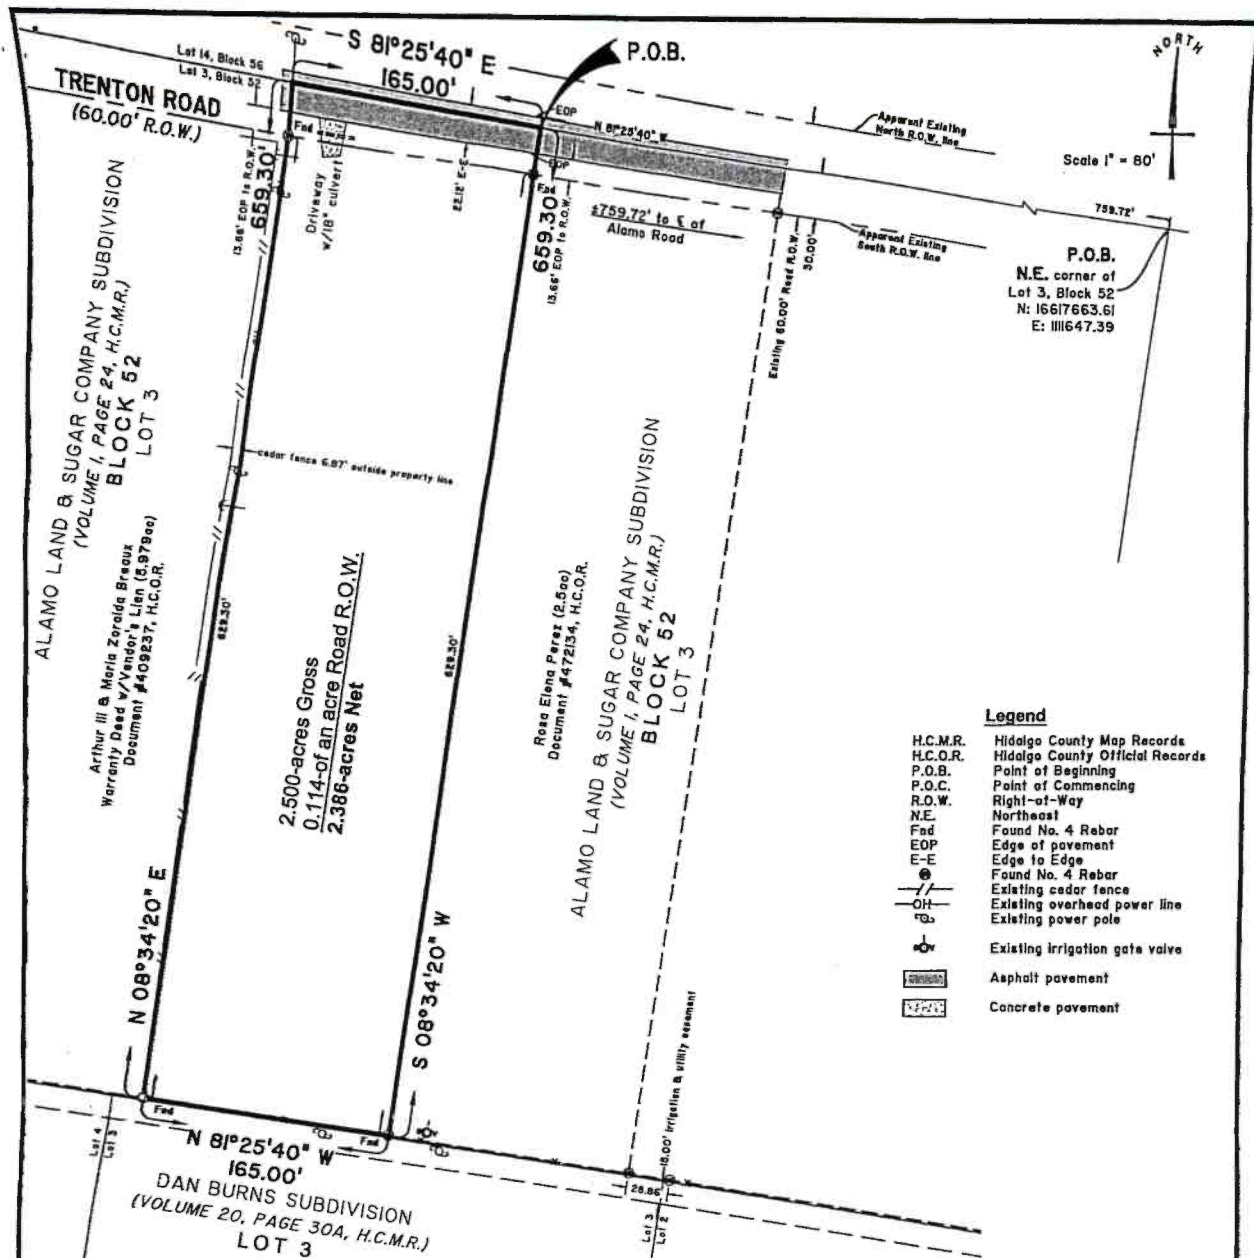 S 81°25'40" E
165.00'
P.O.B.
NORTH
Lot 14, Block 56
Lot 3, Block 52
TRENTON ROAD
(60.00' R.O.W.)
EOP
N 81°25'40" W
Apparent Existing
North R.O.W. line
Scale 1" = 80'
Fnd
EOP
Fnd
13.66' EOP to R.O.W.
659.30'
Driveway
w/18" culvert
22.12' E-E
659.30'
13.66' EOP to R.O.W.
±759.72' to E of
Alamo Road
Existing 60.00' Road R.O.W.
30.00'
Apparent Existing
South R.O.W. line
759.72'
P.O.B.
N.E. corner of
Lot 3, Block 52
N: 16617663.61
E: 1111647.39
ALAMO LAND & SUGAR COMPANY SUBDIVISION
(VOLUME 1, PAGE 24, H.C.M.R.)
BLOCK 52
LOT 3
cedar fence 6.87' outside property line
Arthur III & Maria Zoraida Breaux
Warranty Deed w/Vendor's Lien (8.979ac)
Document #1409237, H.C.O.R.
629.30'
2.500-acres Gross
0.114-of an acre Road R.O.W.
2.386-acres Net
629.30'
Rosa Elena Perez (2.5ac)
Document #472134, H.C.O.R.
ALAMO LAND & SUGAR COMPANY SUBDIVISION
(VOLUME 1, PAGE 24, H.C.M.R.)
BLOCK 52
LOT 3
Legend
H.C.M.R. Hidalgo County Map Records
H.C.O.R. Hidalgo County Official Records
P.O.B. Point of Beginning
P.O.C. Point of Commencing
R.O.W. Right-of-Way
N.E. Northeast
Fnd Found No. 4 Rebar
EOP Edge of pavement
E-E Edge to Edge
Found No. 4 Rebar
Existing cedar fence
OH Existing overhead power line
Existing power pole
Existing irrigation gate valve
Asphalt pavement
Concrete pavement
N 08°34'20" E
S 08°34'20" W
15.00' irrigation & utility easement
Fnd
Fnd
Lot 4
Lot 3
N 81°25'40" W
165.00'
28.86'
Lot 3
Lot 2
DAN BURNS SUBDIVISION
(VOLUME 20, PAGE 30A, H.C.M.R.)
LOT 3